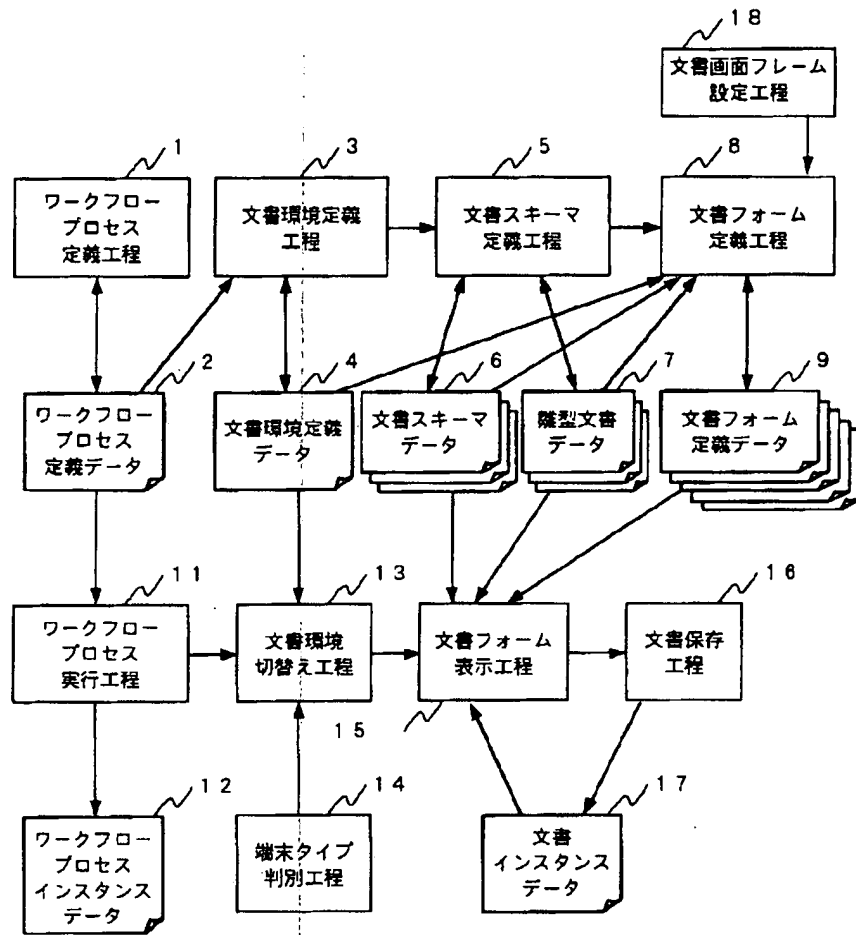 18
文書画面フレーム
設定工程
1
ワークフロー
プロセス
定義工程
3
文書環境定義
工程
5
文書スキーマ
定義工程
8
文書フォーム
定義工程
2
ワークフロー
プロセス
定義データ
4
文書環境定義
データ
6
文書スキーマ
データ
7
雛型文書
データ
9
文書フォーム
定義データ
11
ワークフロー
プロセス
実行工程
13
文書環境
切替え工程
15
文書フォーム
表示工程
16
文書保存
工程
12
ワークフロー
プロセス
インスタンス
データ
14
端末タイプ
判別工程
17
文書
インスタンス
データ